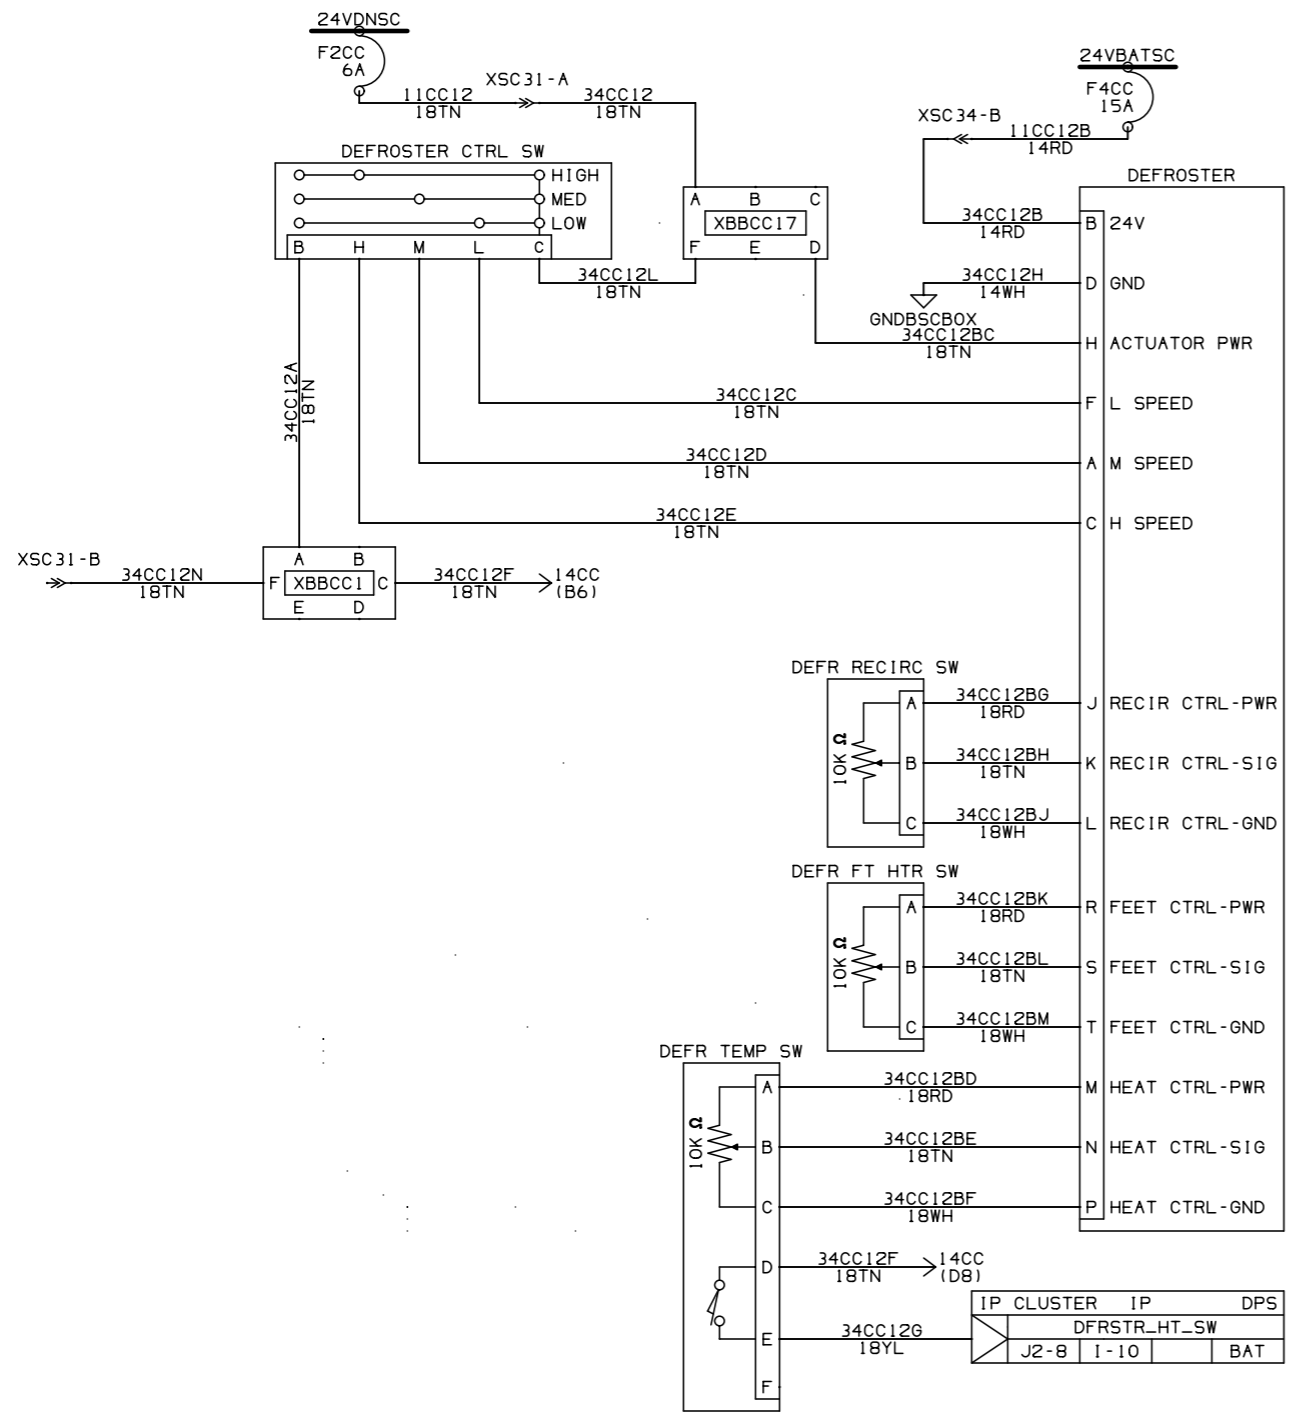 24VDNSC
F2CC
6A
XSC31-A
11CC12
18TN
34CC12
18TN
24VBATSC
F4CC
15A
XSC34-B
11CC12B
14RD
DEFROSTER CTRL SW
HIGH
MED
LOW
B H M L C
A B C
XBBCC17
F E D
34CC12L
18TN
DEFROSTER
34CC12B
14RD
B 24V
34CC12H
14WH
D GND
GNDBSCBOX
34CC12BC
18TN
H ACTUATOR PWR
34CC12A
18TN
34CC12C
18TN
F L SPEED
34CC12D
18TN
A M SPEED
34CC12E
18TN
C H SPEED
XSC31-B
34CC12N
18TN
A B
F XBBCC1 C
E D
34CC12F
18TN
14CC
(B6)
DEFR RECIRC SW
10K Ω
A
34CC12BG
18RD
J RECIR CTRL-PWR
B
34CC12BH
18TN
K RECIR CTRL-SIG
C
34CC12BJ
18WH
L RECIR CTRL-GND
DEFR FT HTR SW
10K Ω
A
34CC12BK
18RD
R FEET CTRL-PWR
B
34CC12BL
18TN
S FEET CTRL-SIG
C
34CC12BM
18WH
T FEET CTRL-GND
DEFR TEMP SW
10K Ω
A
34CC12BD
18RD
M HEAT CTRL-PWR
B
34CC12BE
18TN
N HEAT CTRL-SIG
C
34CC12BF
18WH
P HEAT CTRL-GND
D
34CC12F
18TN
14CC
(D8)
E
34CC12G
18YL
F
IP CLUSTER IP DPS
DFRSTR_HT_SW
J2-8 I-10 BAT